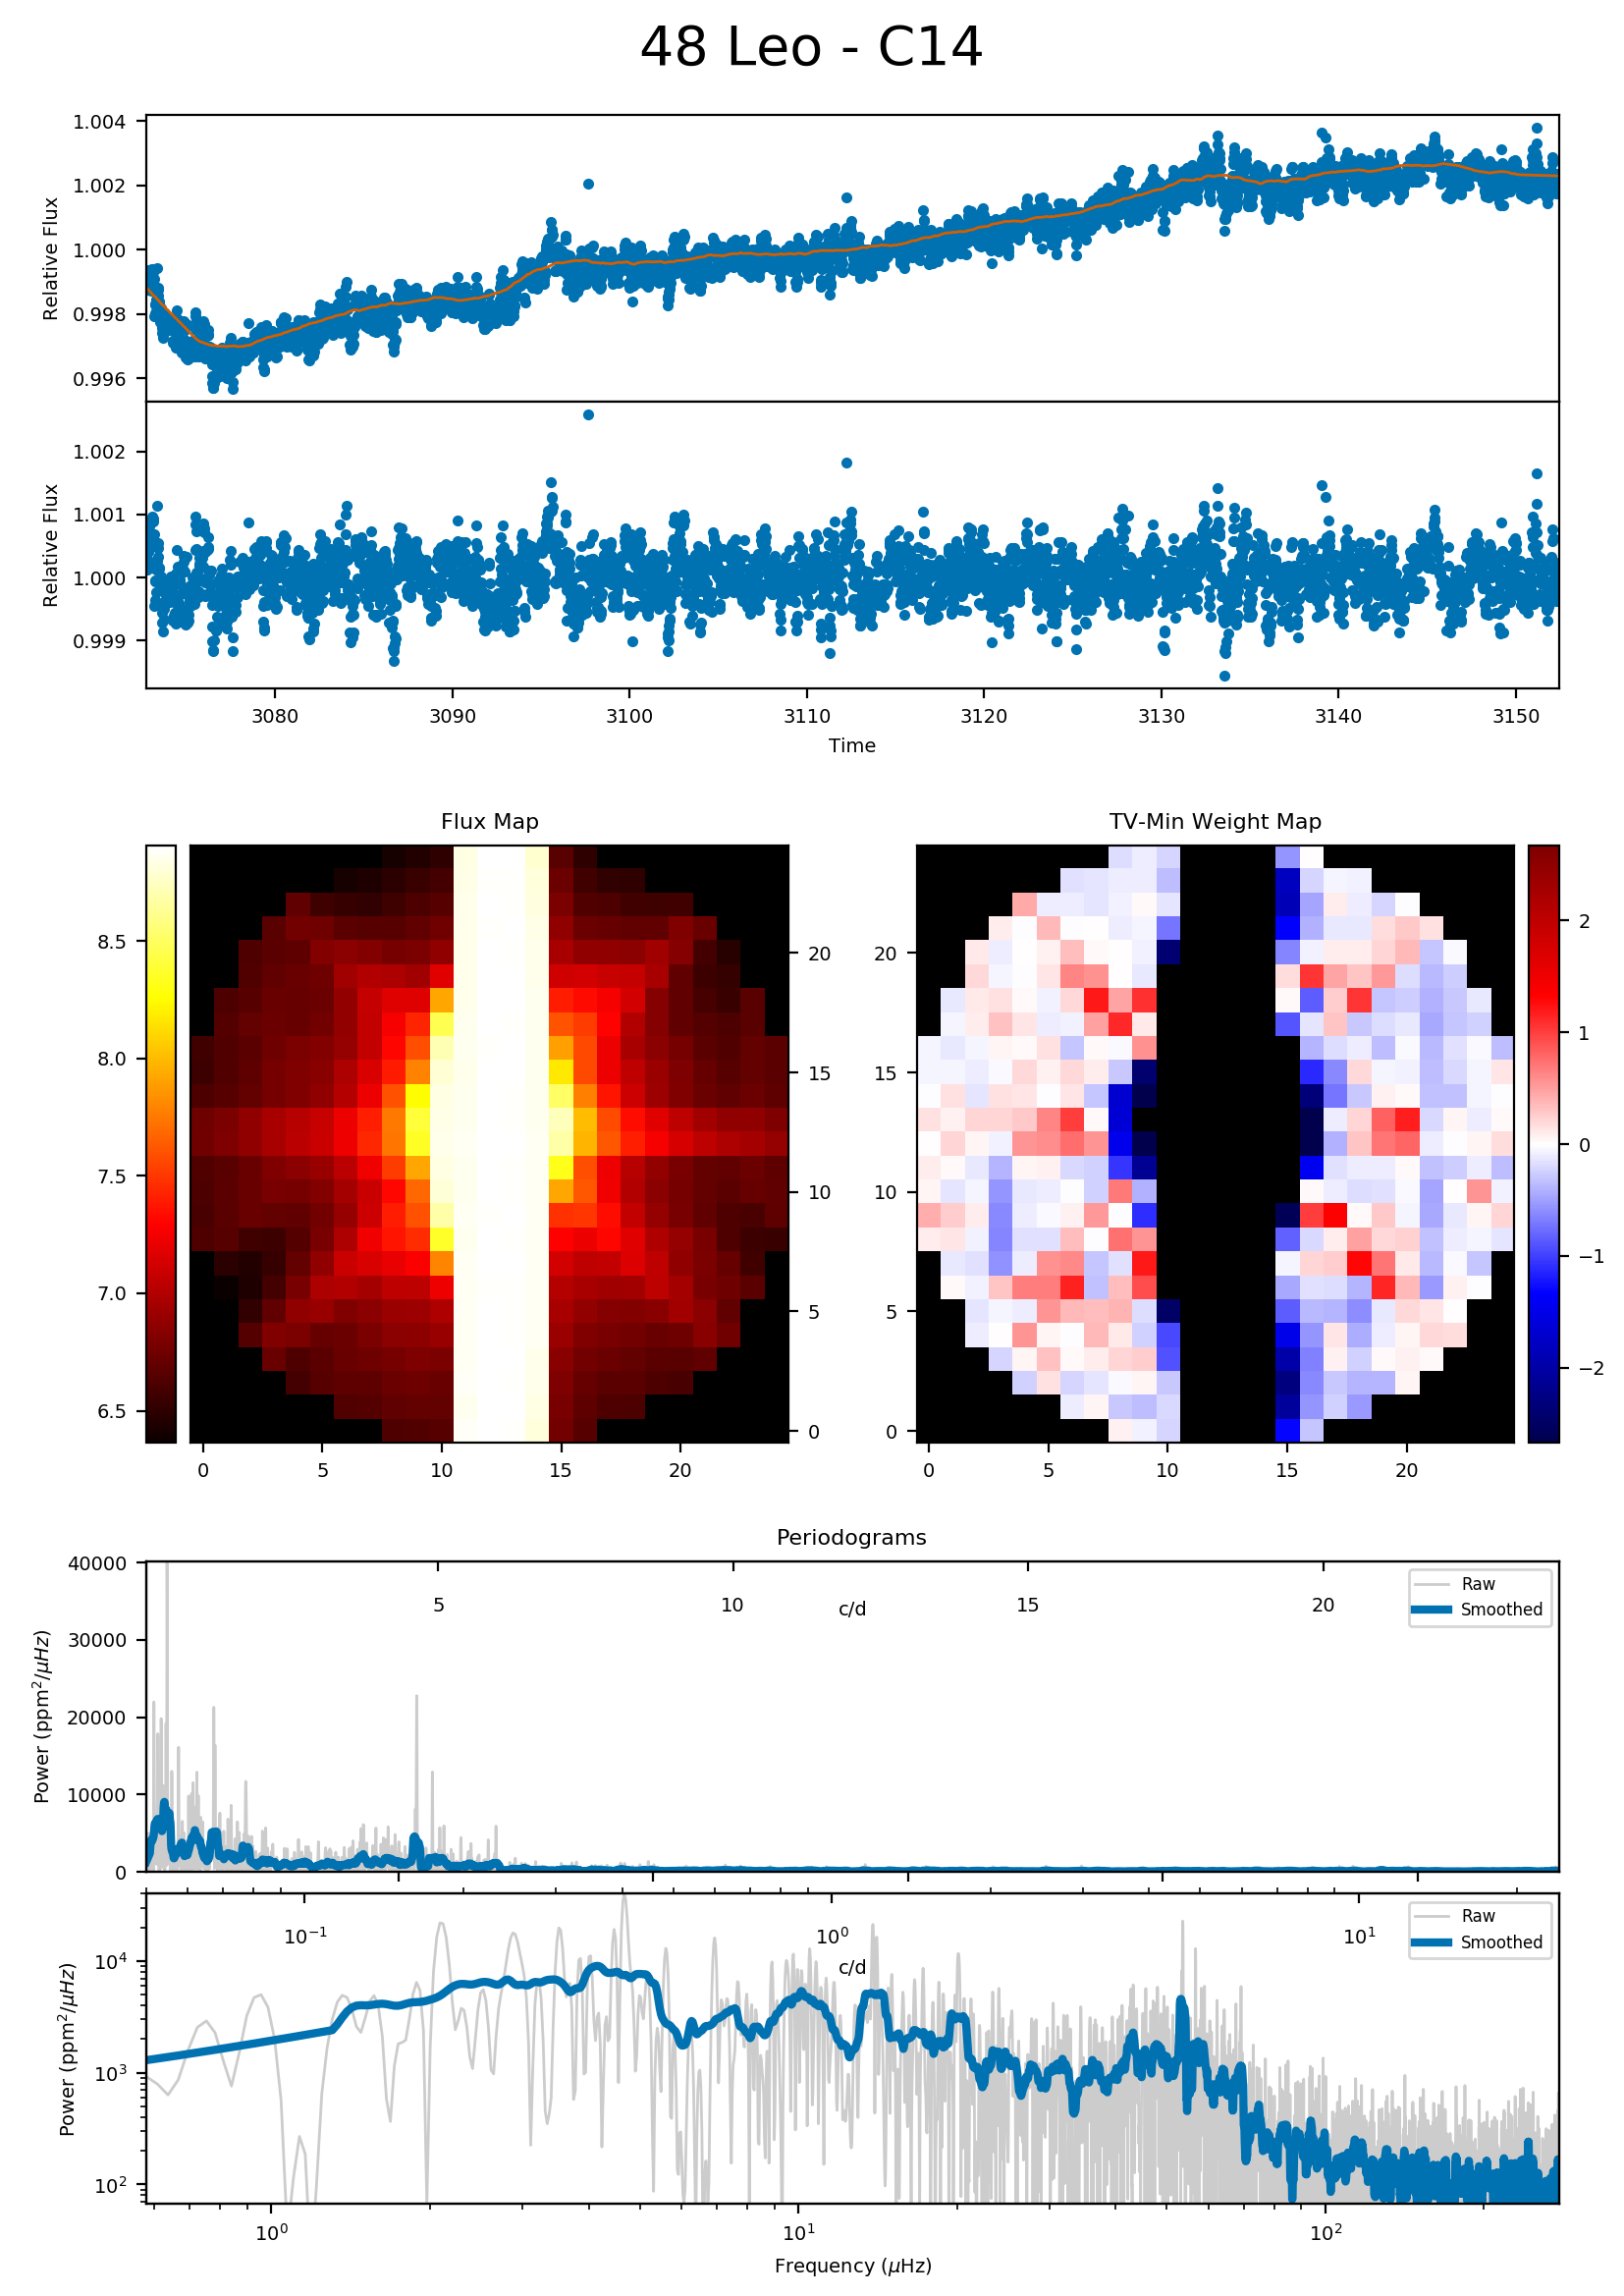 48 Leo - C14
1.004
1.002
1.000
0.998
0.996
Relative Flux
1.002
1.001
1.000
0.999
Relative Flux
3080 3090 3100 3110 3120 3130 3140 3150
Time
Flux Map
8.5
8.0
7.5
7.0
6.5
20
15
10
5
0
0 5 10 15 20
TV-Min Weight Map
20
15
10
5
0
0 5 10 15 20
2
1
0
−1
−2
Periodograms
40000
30000
20000
10000
0
Power (ppm²/μHz)
5 10 15 20
c/d
Raw
Smoothed
10⁴
10³
10²
Power (ppm²/μHz)
10⁻¹ 10⁰ 10¹
c/d
Raw
Smoothed
10⁰ 10¹ 10²
Frequency (μHz)